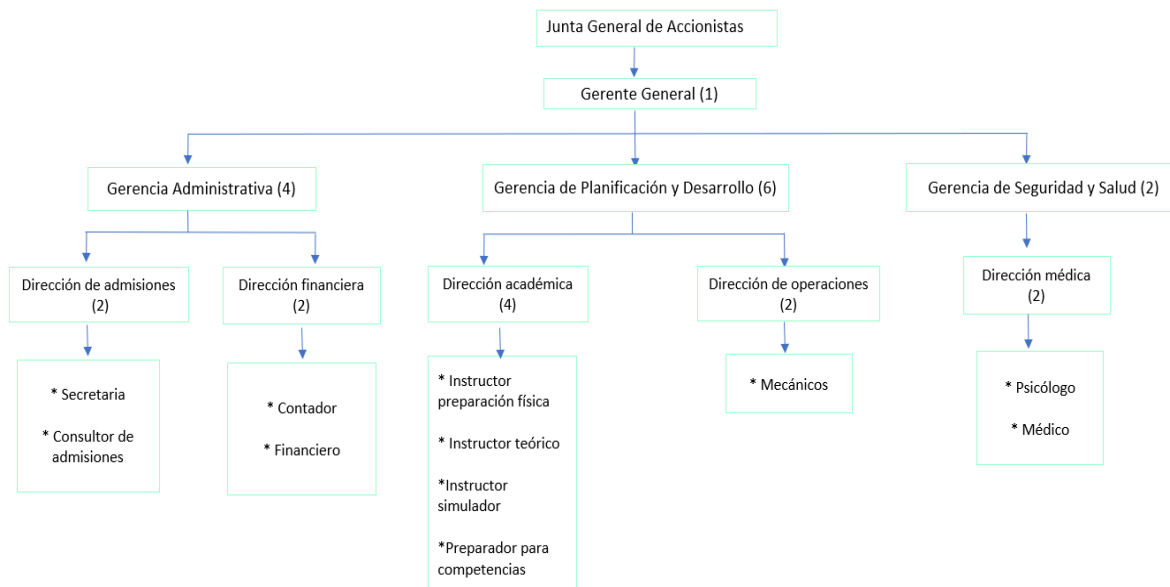 Junta General de Accionistas
Gerente General (1)
Gerencia Administrativa (4)
Gerencia de Planificación y Desarrollo (6)
Gerencia de Seguridad y Salud (2)
Dirección de admisiones
(2)
Dirección financiera
(2)
Dirección académica
(4)
Dirección de operaciones
(2)
Dirección médica
(2)
* Secretaria
* Consultor de
admisiones
* Contador
* Financiero
* Instructor
preparación física
* Instructor teórico
*Instructor
simulador
*Preparador para
competencias
* Mecánicos
* Psicólogo
* Médico